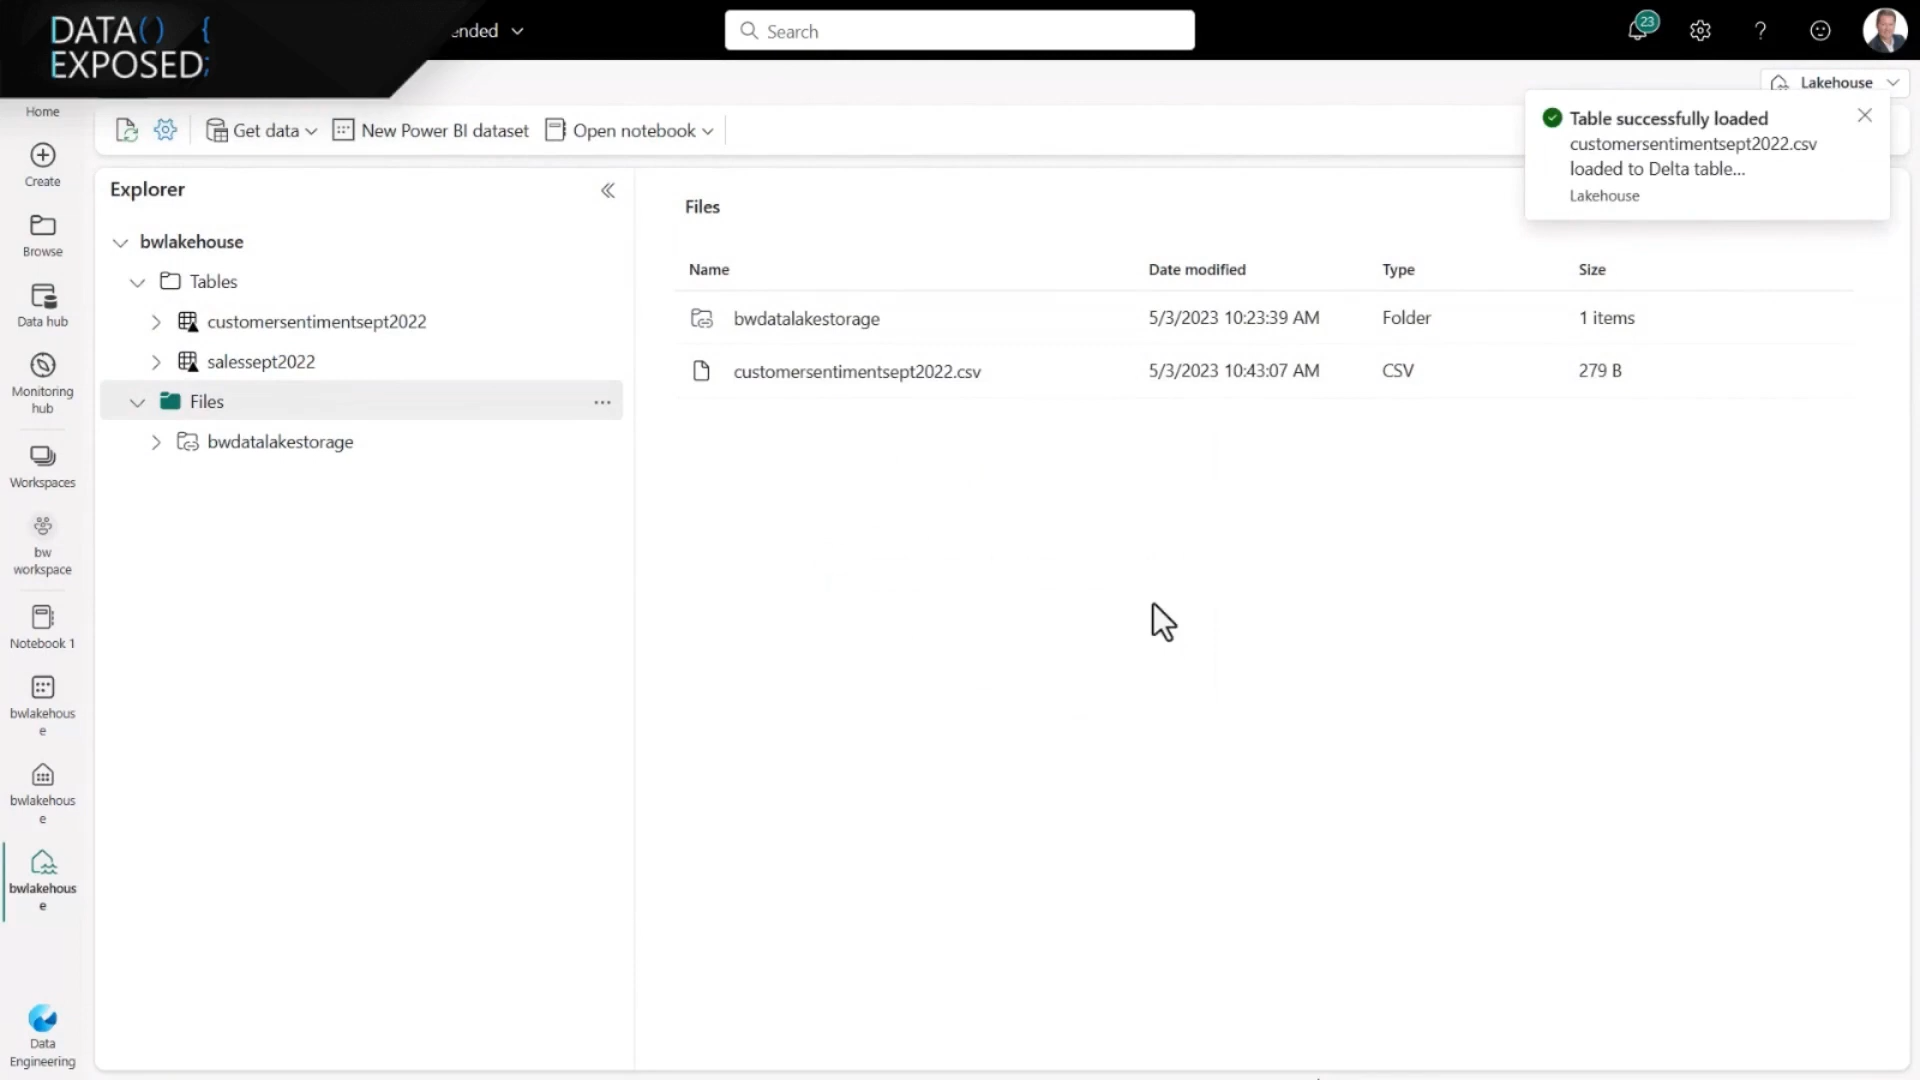 DATA() {
EXPOSED;
ended
Search
23
Lakehouse
Home
Create
Browse
Data hub
Monitoring
hub
Workspaces
bw
workspace
Notebook 1
bwlakehous
e
bwlakehous
e
bwlakehous
e
Data
Engineering
Get data
New Power BI dataset
Open notebook
Table successfully loaded
customersentimentsept2022.csv
loaded to Delta table...
Lakehouse
Explorer
bwlakehouse
Tables
customersentimentsept2022
salessept2022
Files
bwdatalakestorage
Files
Name Date modified Type Size
bwdatalakestorage 5/3/2023 10:23:39 AM Folder 1 items
customersentimentsept2022.csv 5/3/2023 10:43:07 AM CSV 279 B